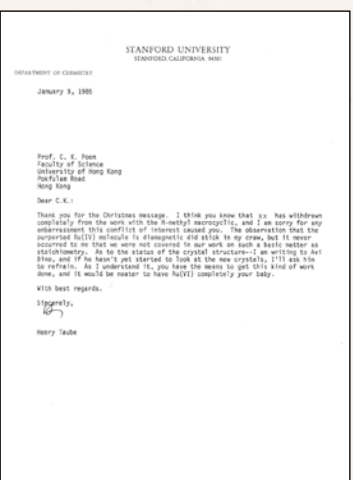 STANFORD UNIVERSITY
STANFORD, CALIFORNIA 94305
DEPARTMENT OF CHEMISTRY
January 9, 1986
Prof. C. K. Poon
Faculty of Science
University of Hong Kong
Pokfulam Road
Hong Kong
Dear C.K.:
Thank you for the Christmas message. I think you know that xx has withdrawn
completely from the work with the N-methyl macrocyclic, and I am sorry for any
embarrassment this conflict of interest caused you. The observation that the
purported Ru(IV) molecule is diamagnetic did stick in my craw, but it never
occurred to me that we were not covered in our work on such a basic matter as
stoichiometry. As to the status of the crystal structure--I am writing to Avi
Bino, and if he hasn't yet started to look at the new crystals, I'll ask him
to refrain. As I understand it, you have the means to get this kind of work
done, and it would be neater to have Ru(VI) completely your baby.
With best regards.
Sincerely,
Henry Taube